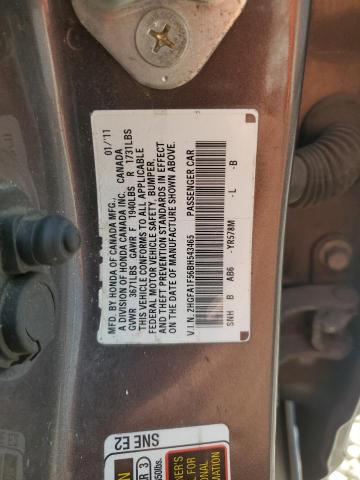 MFD. BY HONDA OF CANADA MFG., 01/'11
A DIVISION OF HONDA CANADA INC. CANADA
GVWR 3671LBS GAWR F 1940LBS R 1731LBS
THIS VEHICLE CONFORMS TO ALL APPLICABLE
FEDERAL MOTOR VEHICLE SAFETY, BUMPER,
AND THEFT PREVENTION STANDARDS IN EFFECT
ON THE DATE OF MANUFACTURE SHOWN ABOVE.
V.I.N. 2HGFA1F56BH543465 PASSENGER CAR
SNH B AB6 - YR578M - L - B
SNE E2
R 3